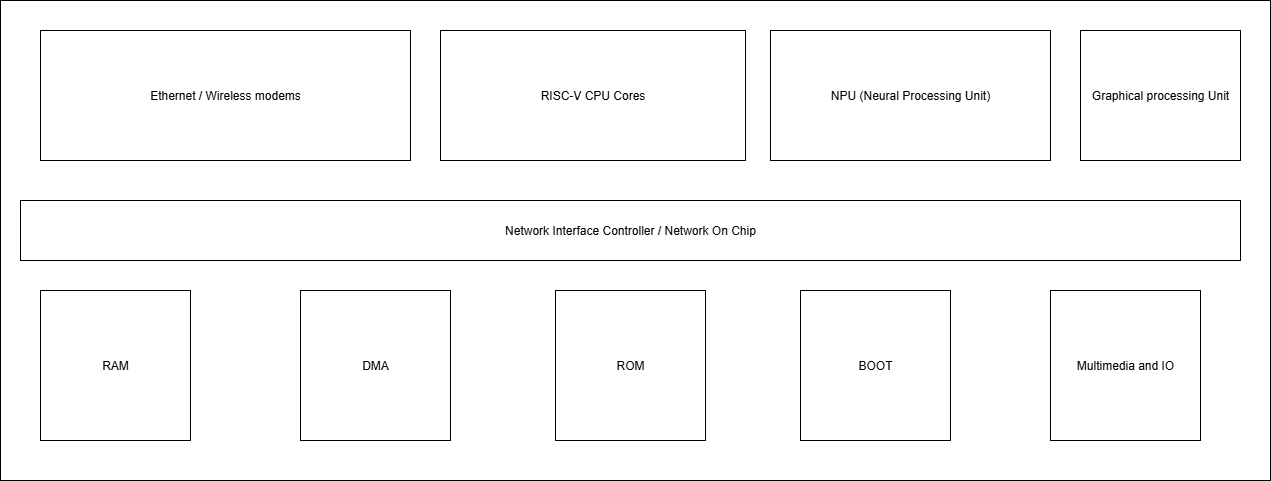 Ethernet / Wireless modems
RISC-V CPU Cores
NPU (Neural Processing Unit)
Graphical processing Unit
Network Interface Controller / Network On Chip
RAM
DMA
ROM
BOOT
Multimedia and IO